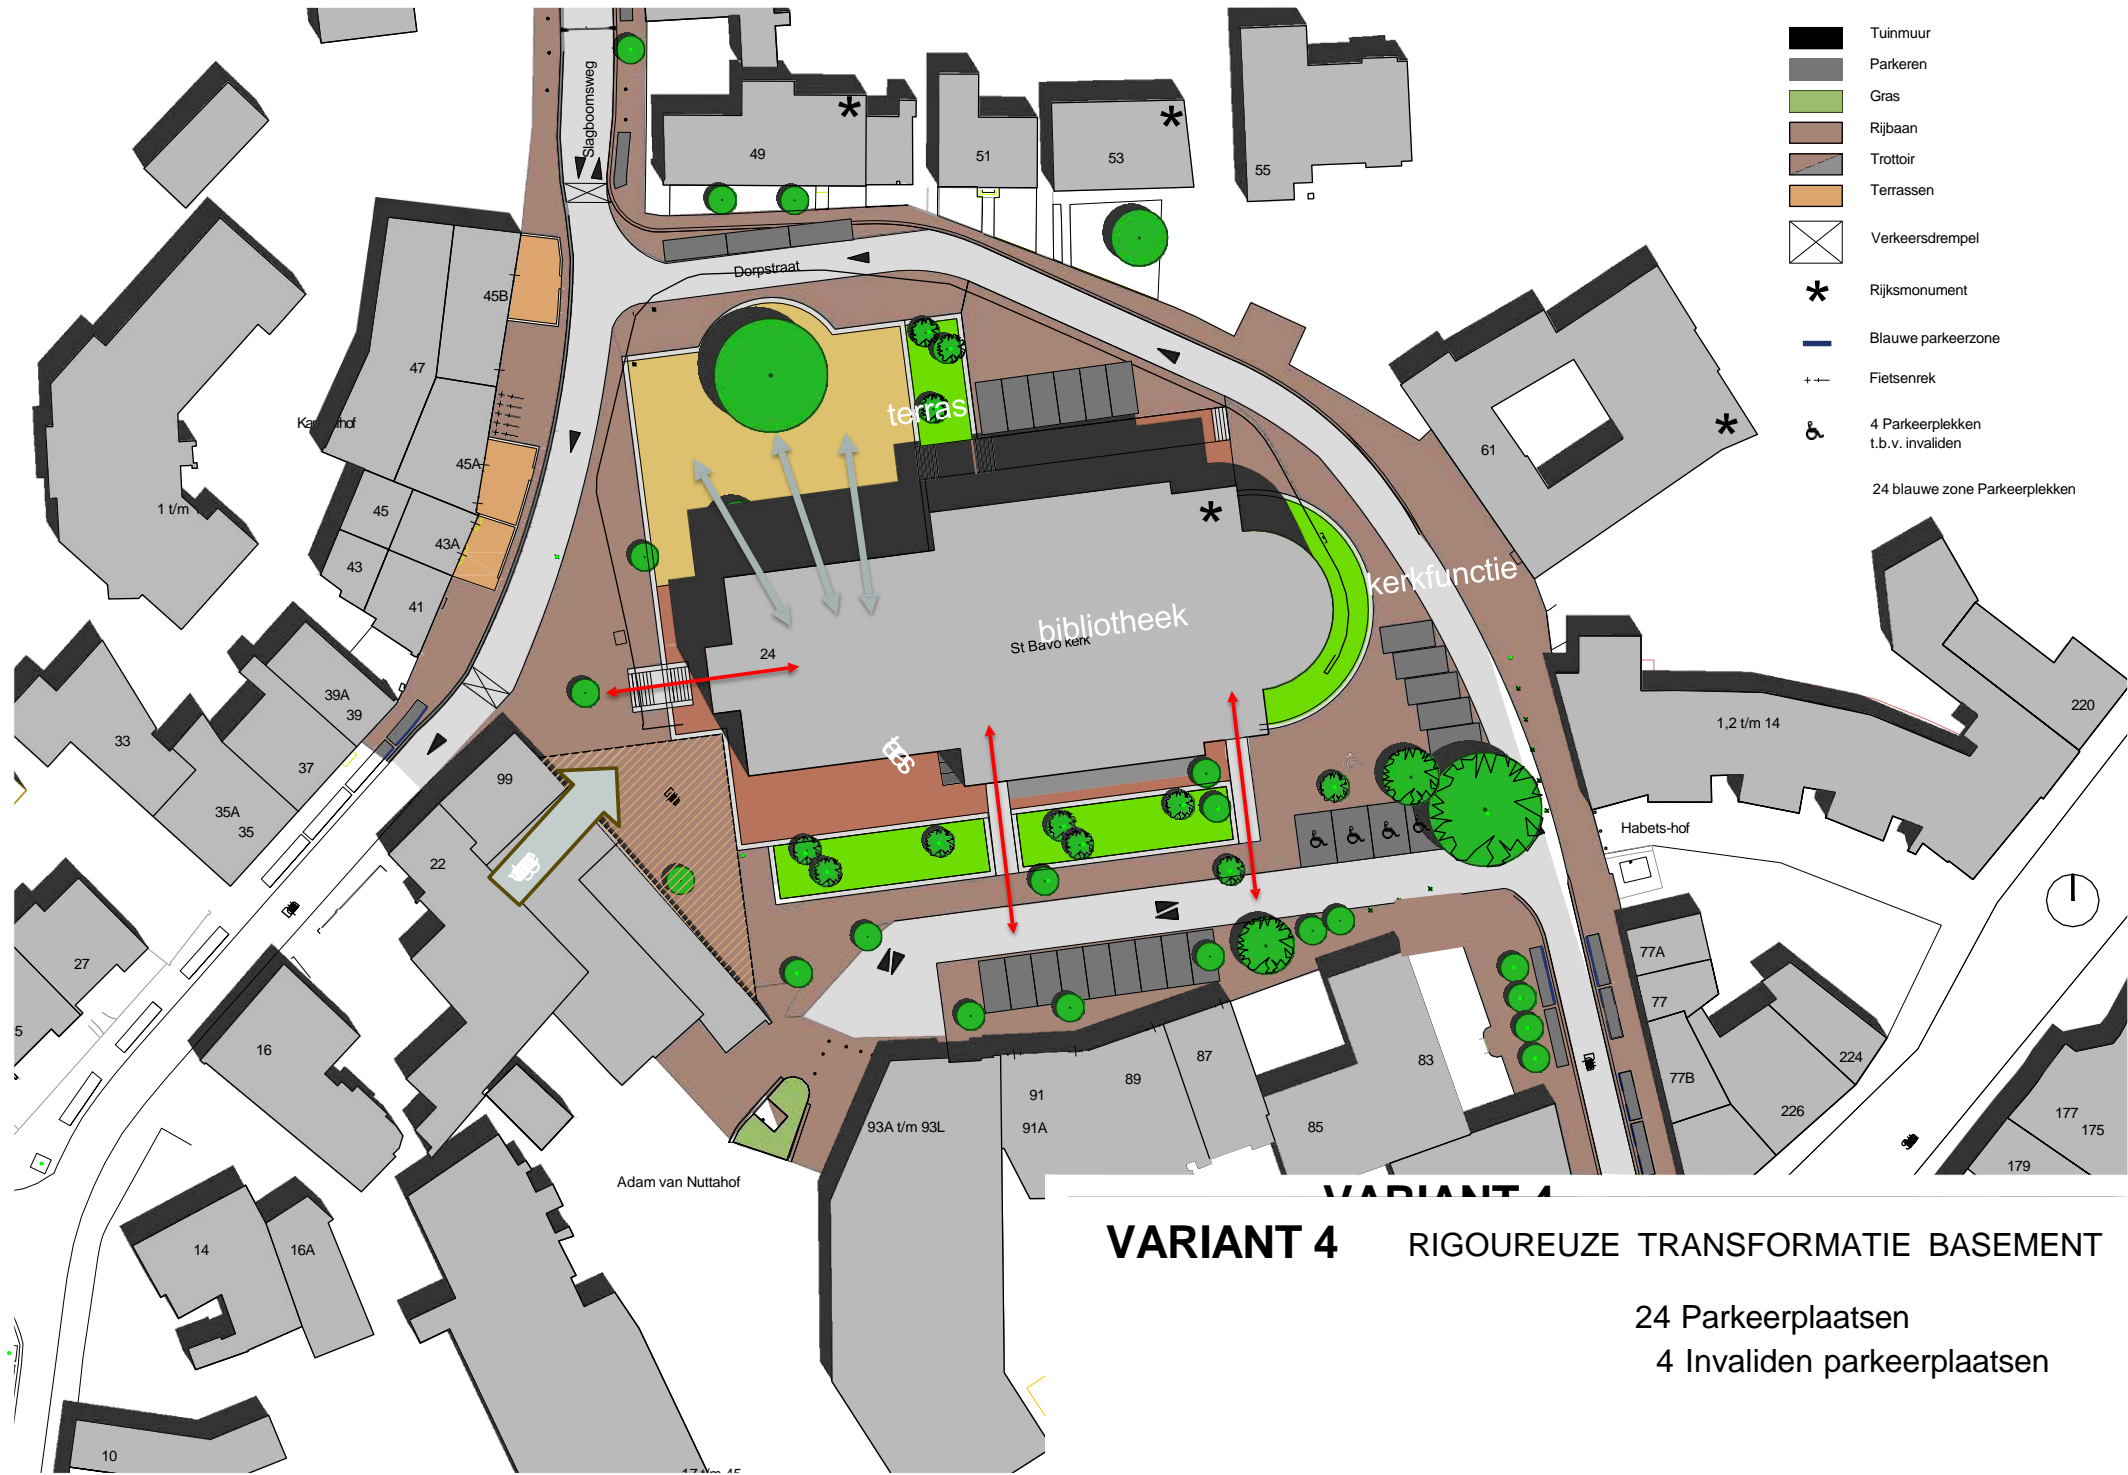 Tuinmuur
Parkeren
Gras
Rijbaan
Trottoir
Terrassen
Verkeersdrempel
Rijksmonument
Blauwe parkeerzone
Fietsenrek
4 Parkeerplekken
t.b.v. invaliden
24 blauwe zone Parkeerplekken
Slagboomsweg
49
51
53
55
Dorpstraat
45B
47
terras
45A
61
1 t/m
45
43A
43
41
kerkfunctie
bibliotheek
St Bavo kerk
24
39A
39
33
37
99
35A
35
22
1,2 t/m 14
220
Habets-hof
27
16
77A
77
77B
224
226
177
175
179
91
91A
89
87
83
85
93A t/m 93L
Adam van Nuttahof
14
16A
10
17 t/m 45
VARIANT 4
VARIANT 4 RIGOUREUZE TRANSFORMATIE BASEMENT
24 Parkeerplaatsen
4 Invaliden parkeerplaatsen